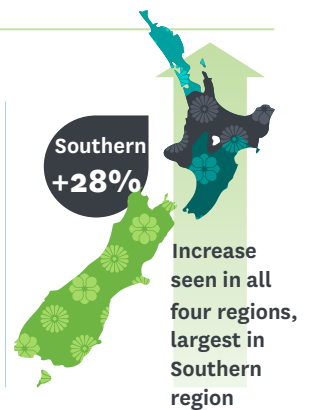 Southern
+28%
Increase
seen in all
four regions,
largest in
Southern
region